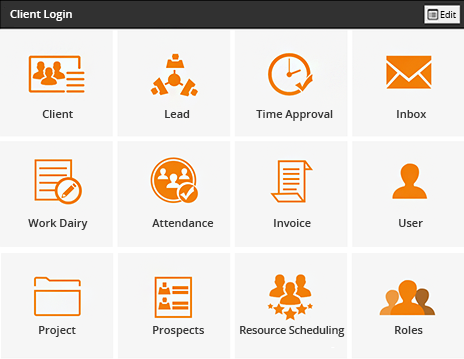 Client Login
Edit
Client
Lead
Time Approval
Inbox
Work Dairy
Attendance
Invoice
User
Project
Prospects
Resource Scheduling
Roles